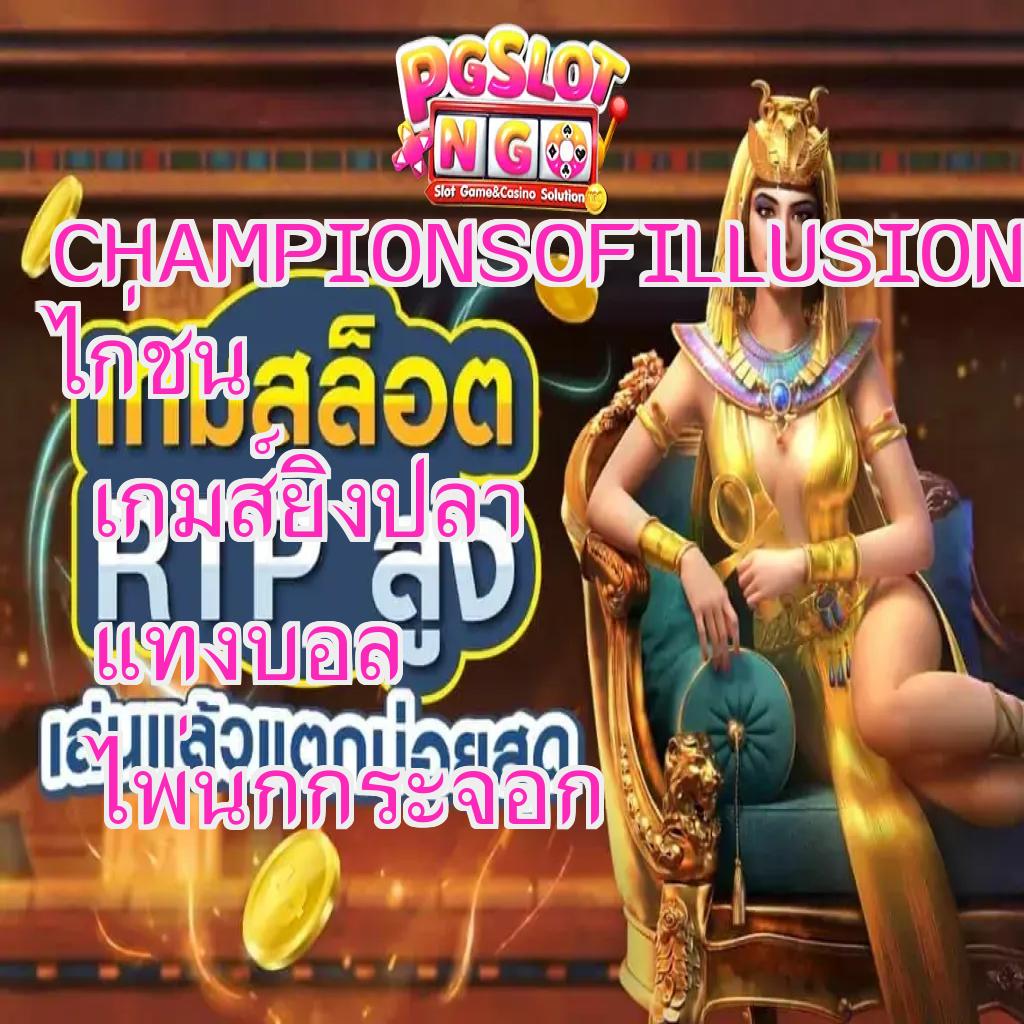 PGSLOT
NGO
Slot Game&Casino Solution
CHAMPIONSOFILLUSION
ไก่ชน
เกมสล็อต
เกมส์ยิงปลา
RTP สูง
แทงบอล
เล่นแล้วแตกบ่อยสุด
ไพ่นกกระจอก